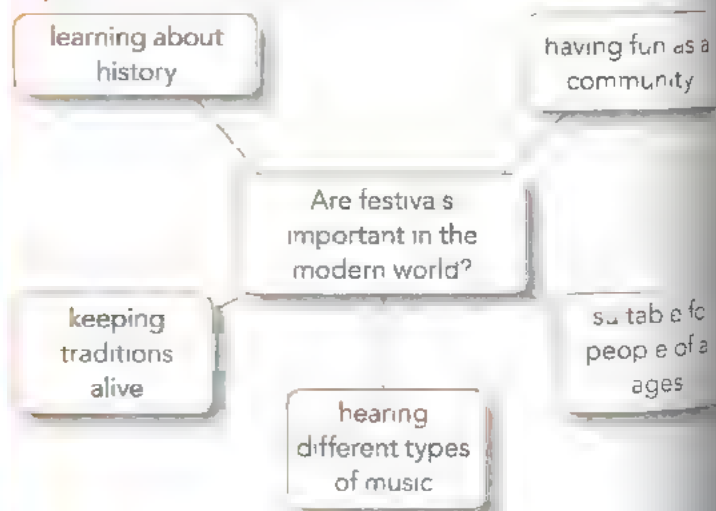 learning about
history
having fun as a
community
Are festivals
important in the
modern world?
keeping
traditions
alive
suitable
people of
ages
hearing
different types
of music